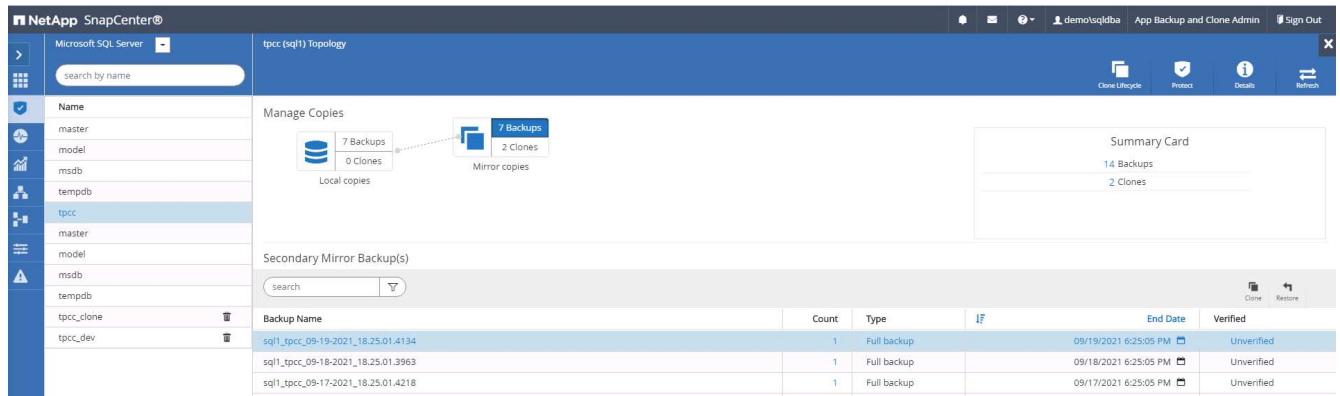 NetApp SnapCenter®
demo\sqldba App Backup and Clone Admin Sign Out
Microsoft SQL Server
search by name
Name
master
model
msdb
tempdb
tpcc
master
model
msdb
tempdb
tpcc_clone
tpcc_dev
tpcc (sql1) Topology
Clone Lifecycle Protect Details Refresh
Manage Copies
7 Backups
0 Clones
Local copies
7 Backups
2 Clones
Mirror copies
Summary Card
14 Backups
2 Clones
Secondary Mirror Backup(s)
search
Clone Restore
Backup Name Count Type End Date Verified
sql1_tpcc_09-19-2021_18.25.01.4134 1 Full backup 09/19/2021 6:25:05 PM Unverified
sql1_tpcc_09-18-2021_18.25.01.3963 1 Full backup 09/18/2021 6:25:05 PM Unverified
sql1_tpcc_09-17-2021_18.25.01.4218 1 Full backup 09/17/2021 6:25:05 PM Unverified